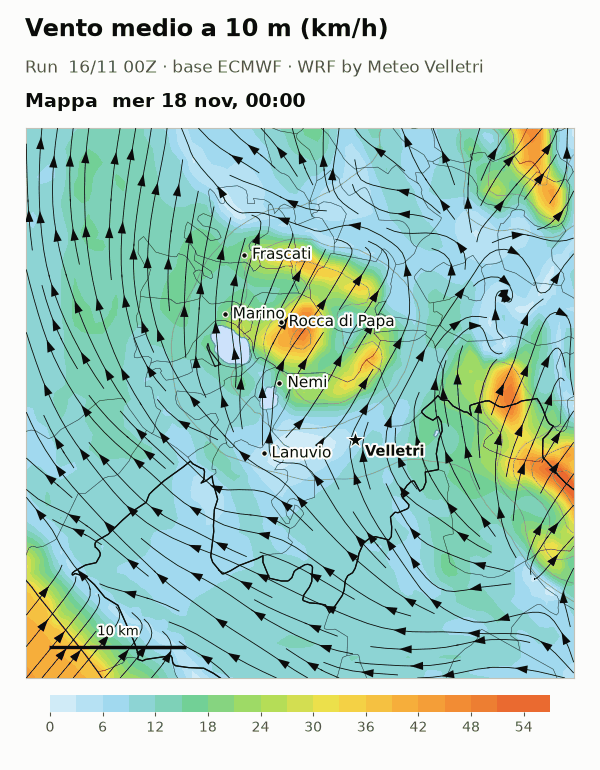 Vento medio a 10 m (km/h)
Run  16/11 00Z · base ECMWF · WRF by Meteo Velletri
Mappa  mer 18 nov, 00:00
Frascati
Marino
Rocca di Papa
Nemi
Velletri
Lanuvio
10 km
0 6 12 18 24 30 36 42 48 54